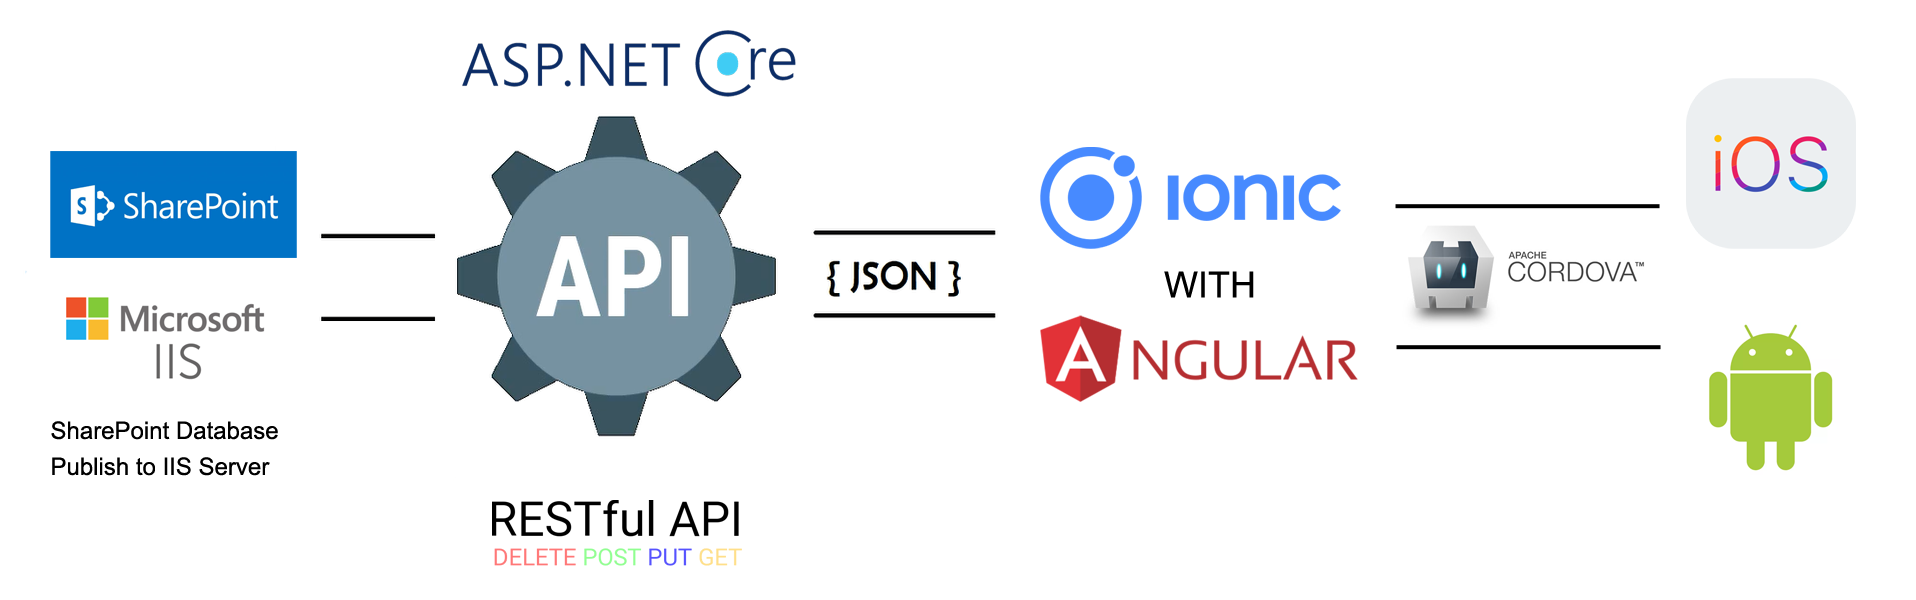 ASP.NET Core
SharePoint
Microsoft
IIS
SharePoint Database
Publish to IIS Server
API
RESTful API
DELETE POST PUT GET
{ JSON }
ionic
WITH
ANGULAR
APACHE
CORDOVA™
iOS